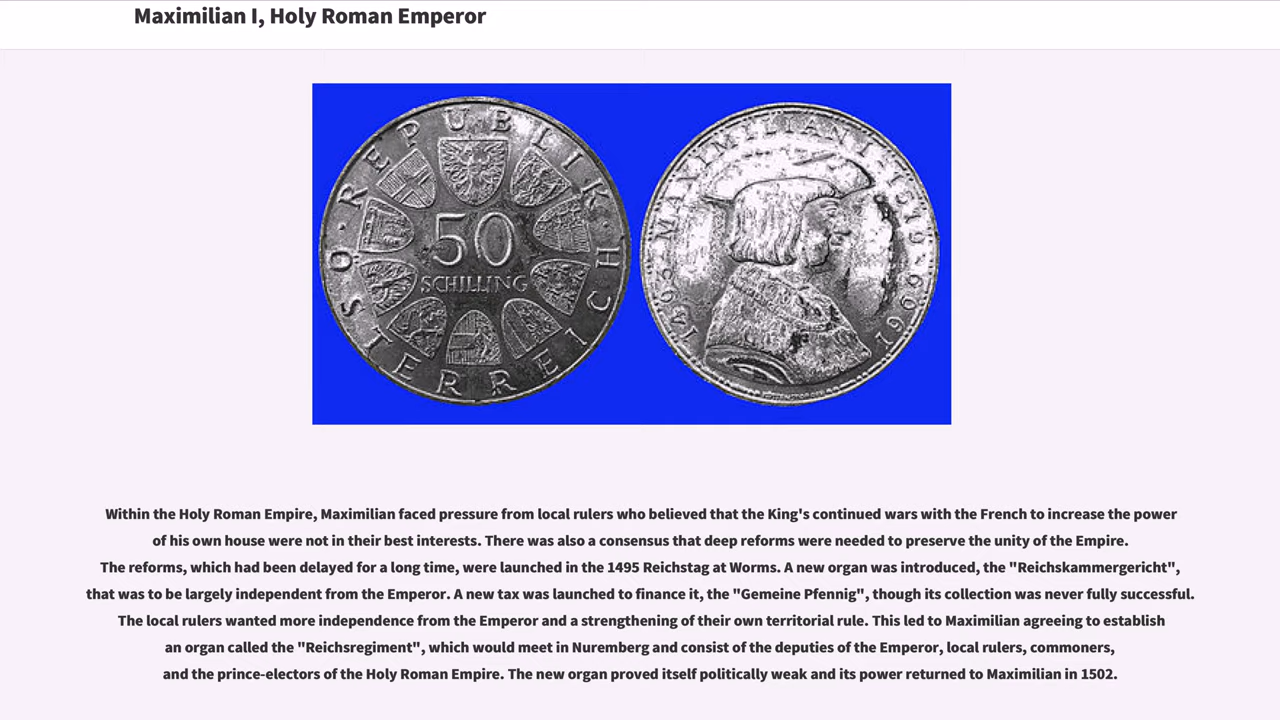 Maximilian I, Holy Roman Emperor
REPUBLIK · ÖSTERREICH
50
SCHILLING
MAXIMILIAN I
Within the Holy Roman Empire, Maximilian faced pressure from local rulers who believed that the King's continued wars with the French to increase the power
of his own house were not in their best interests. There was also a consensus that deep reforms were needed to preserve the unity of the Empire.
The reforms, which had been delayed for a long time, were launched in the 1495 Reichstag at Worms. A new organ was introduced, the "Reichskammergericht",
that was to be largely independent from the Emperor. A new tax was launched to finance it, the "Gemeine Pfennig", though its collection was never fully successful.
The local rulers wanted more independence from the Emperor and a strengthening of their own territorial rule. This led to Maximilian agreeing to establish
an organ called the "Reichsregiment", which would meet in Nuremberg and consist of the deputies of the Emperor, local rulers, commoners,
and the prince-electors of the Holy Roman Empire. The new organ proved itself politically weak and its power returned to Maximilian in 1502.